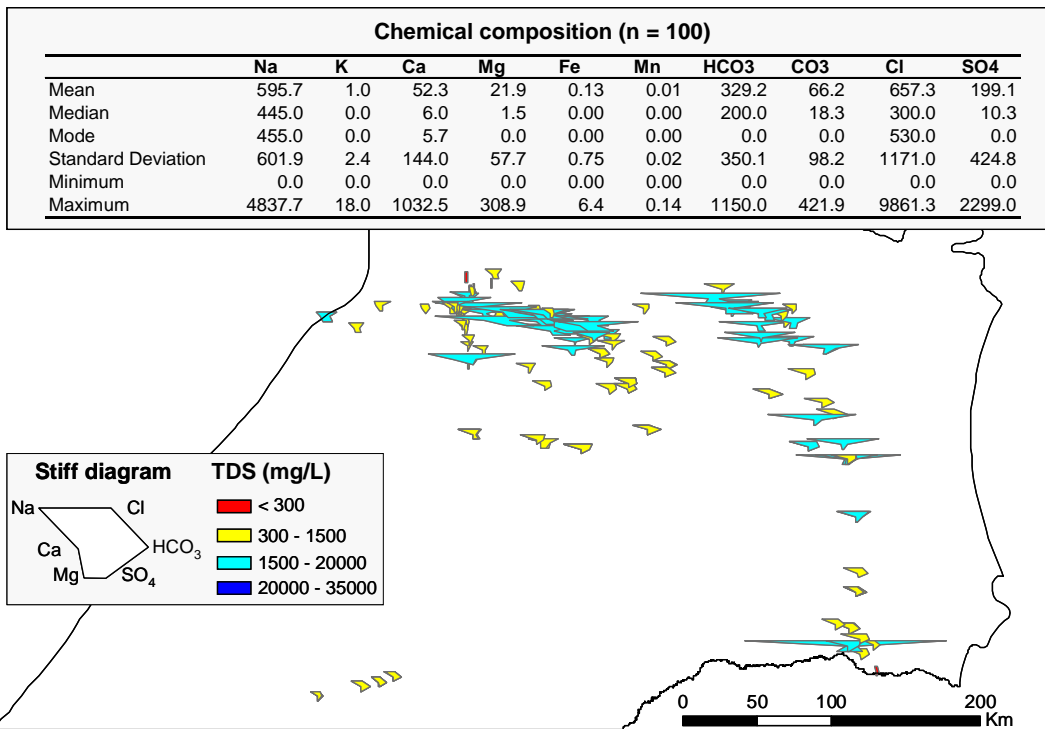 Chemical composition (n = 100)
Na K Ca Mg Fe Mn HCO3 CO3 Cl SO4
Mean 595.7 1.0 52.3 21.9 0.13 0.01 329.2 66.2 657.3 199.1
Median 445.0 0.0 6.0 1.5 0.00 0.00 200.0 18.3 300.0 10.3
Mode 455.0 0.0 5.7 0.0 0.00 0.00 0.0 0.0 530.0 0.0
Standard Deviation 601.9 2.4 144.0 57.7 0.75 0.02 350.1 98.2 1171.0 424.8
Minimum 0.0 0.0 0.0 0.0 0.00 0.00 0.0 0.0 0.0 0.0
Maximum 4837.7 18.0 1032.5 308.9 6.4 0.14 1150.0 421.9 9861.3 2299.0
Stiff diagram TDS (mg/L)
Na Cl < 300
300 - 1500
Ca HCO₃ 1500 - 20000
Mg SO₄ 20000 - 35000
0 50 100 200
Km